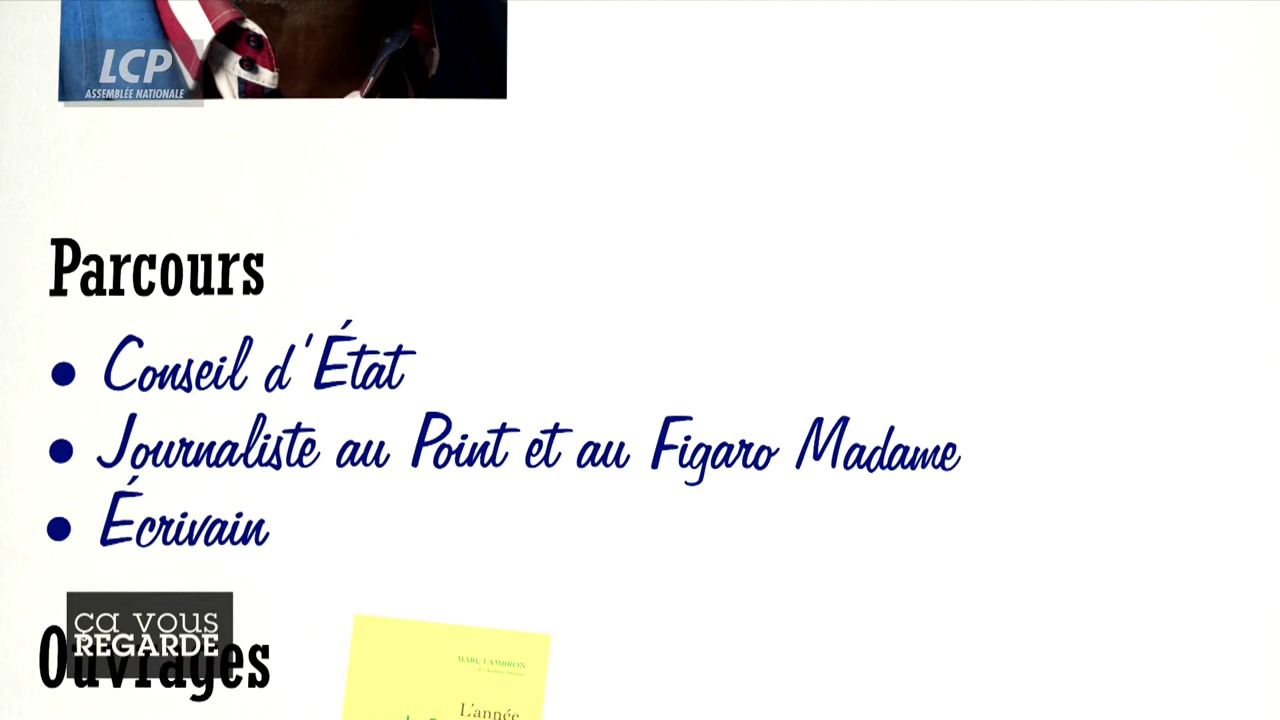 LCP
ASSEMBLÉE NATIONALE
Parcours
• Conseil d'État
• Journaliste au Point et au Figaro Madame
• Écrivain
ça vous
REGARDE
Ouvrages
MARC LAMBRON
L'année